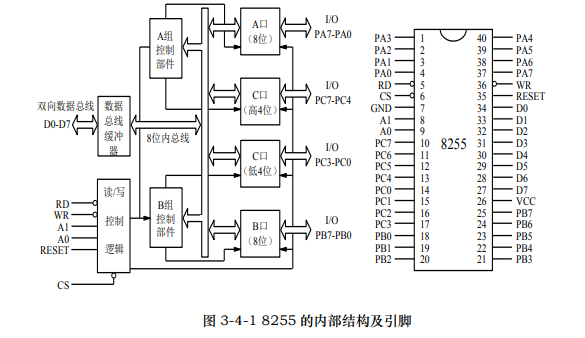 A组
控制
部件
A口
(8位)
I/O
PA7-PA0
C口
(高4位)
I/O
PC7-PC4
双向数据总线
D0-D7
数据
总线
缓冲
器
8位内总线
C口
(低4位)
I/O
PC3-PC0
读/写
控制
逻辑
RD
WR
A1
A0
RESET
CS
B组
控制
部件
B口
(8位)
I/O
PB7-PB0
8255
PA3 1 40 PA4
PA2 2 39 PA5
PA1 3 38 PA6
PA0 4 37 PA7
RD 5 36 WR
CS 6 35 RESET
GND 7 34 D0
A1 8 33 D1
A0 9 32 D2
PC7 10 31 D3
PC6 11 30 D4
PC5 12 29 D5
PC4 13 28 D6
PC0 14 27 D7
PC1 15 26 VCC
PC2 16 25 PB7
PC3 17 24 PB6
PB0 18 23 PB5
PB1 19 22 PB4
PB2 20 21 PB3
图 3-4-1 8255 的内部结构及引脚